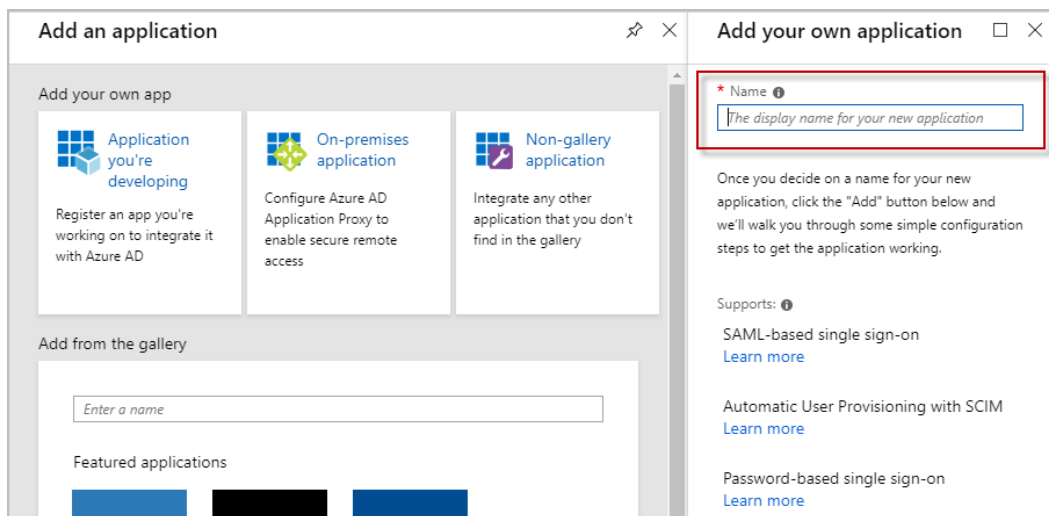 Add an application
Add your own app
Application
you're
developing
Register an app you're
working on to integrate it
with Azure AD
On-premises
application
Configure Azure AD
Application Proxy to
enable secure remote
access
Non-gallery
application
Integrate any other
application that you don't
find in the gallery
Add from the gallery
Enter a name
Featured applications
Add your own application
* Name
The display name for your new application
Once you decide on a name for your new
application, click the "Add" button below and
we'll walk you through some simple configuration
steps to get the application working.
Supports:
SAML-based single sign-on
Learn more
Automatic User Provisioning with SCIM
Learn more
Password-based single sign-on
Learn more